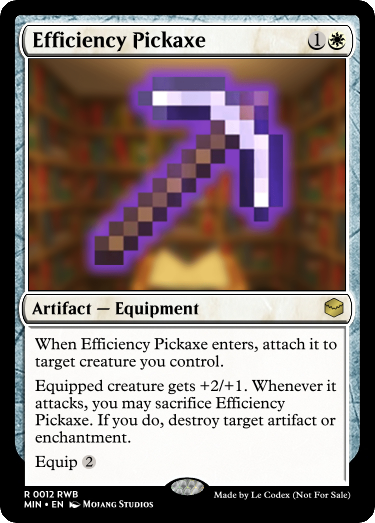 Efficiency Pickaxe 1
Artifact — Equipment
When Efficiency Pickaxe enters, attach it to
target creature you control.
Equipped creature gets +2/+1. Whenever it
attacks, you may sacrifice Efficiency
Pickaxe. If you do, destroy target artifact or
enchantment.
Equip 2
R 0012 RWB
MIN • EN Mojang Studios
Made by Le Codex (Not For Sale)